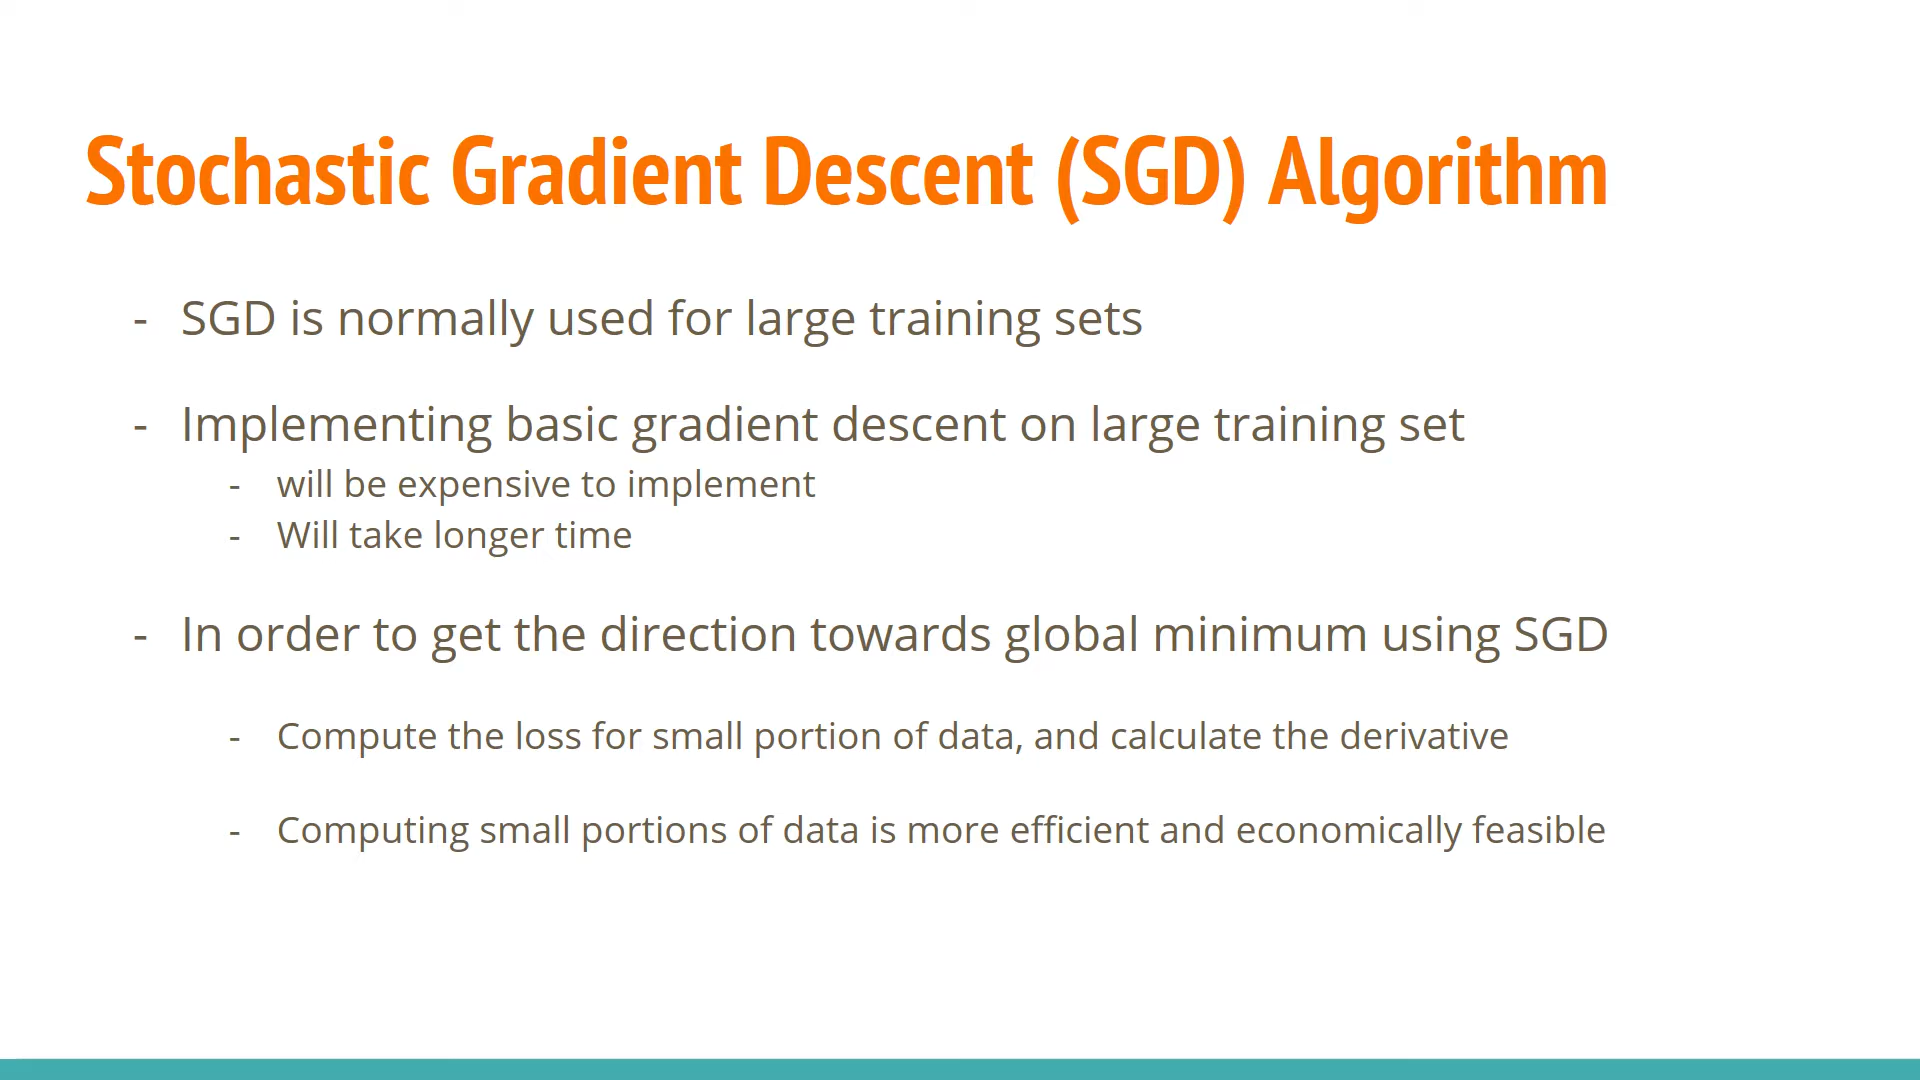 Stochastic Gradient Descent (SGD) Algorithm
- SGD is normally used for large training sets
- Implementing basic gradient descent on large training set
- will be expensive to implement
- Will take longer time
- In order to get the direction towards global minimum using SGD
- Compute the loss for small portion of data, and calculate the derivative
- Computing small portions of data is more efficient and economically feasible